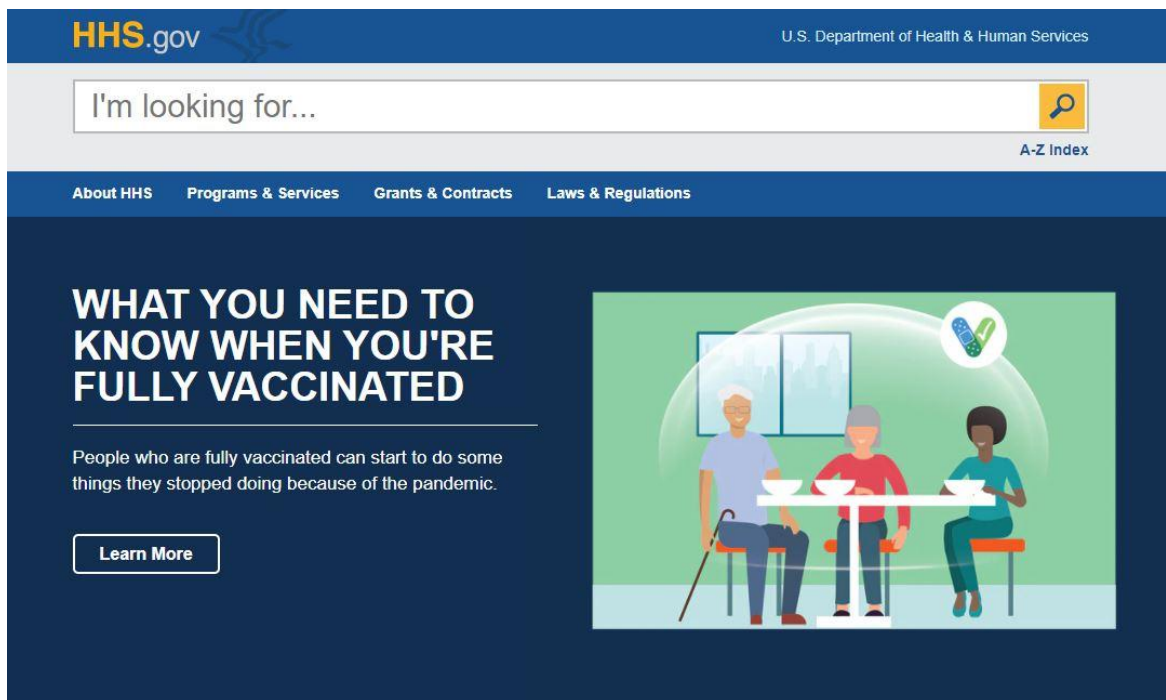 HHS.gov
U.S. Department of Health & Human Services
I'm looking for...
A-Z Index
About HHS Programs & Services Grants & Contracts Laws & Regulations
WHAT YOU NEED TO
KNOW WHEN YOU'RE
FULLY VACCINATED
People who are fully vaccinated can start to do some
things they stopped doing because of the pandemic.
Learn More